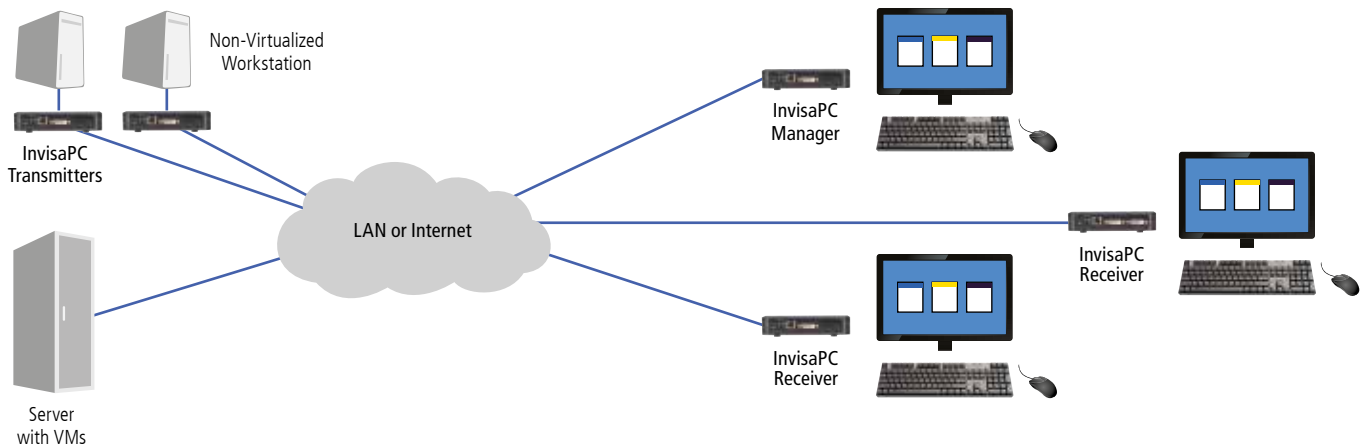 Non-Virtualized
Workstation
InvisaPC
Transmitters
InvisaPC
Manager
LAN or Internet
InvisaPC
Receiver
InvisaPC
Receiver
Server
with VMs